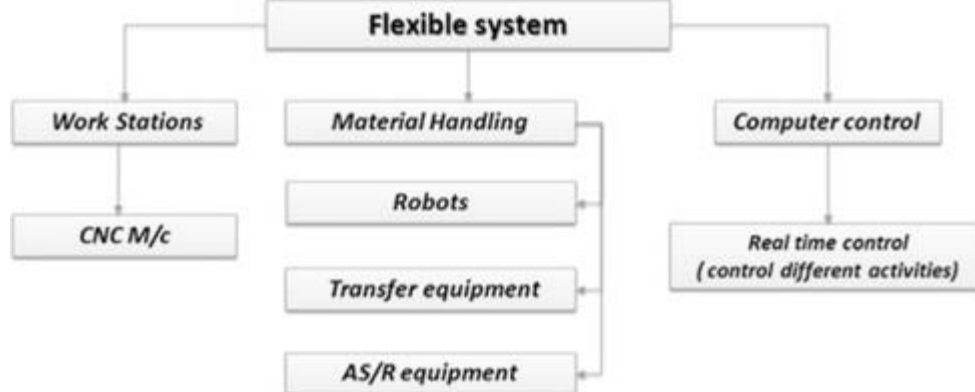 Flexible system
Work Stations
Material Handling
Computer control
CNC M/c
Robots
Transfer equipment
AS/R equipment
Real time control
( control different activities)